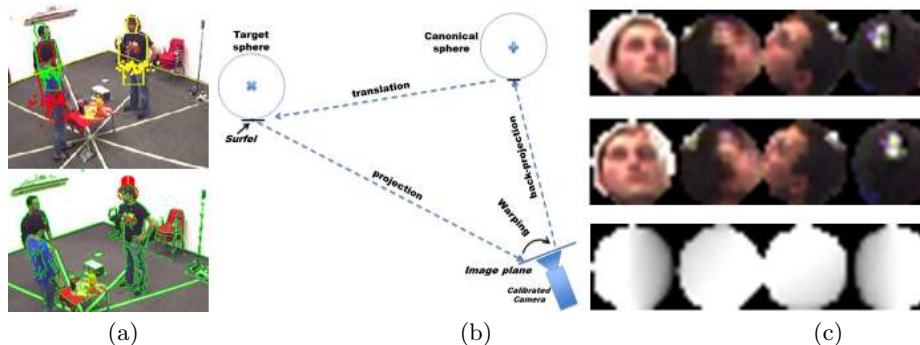 Target
sphere
Canonical
sphere
translation
Surfel
projection
back-projection
Warping
Image plane
Calibrated
Camera
(a)
(b)
(c)